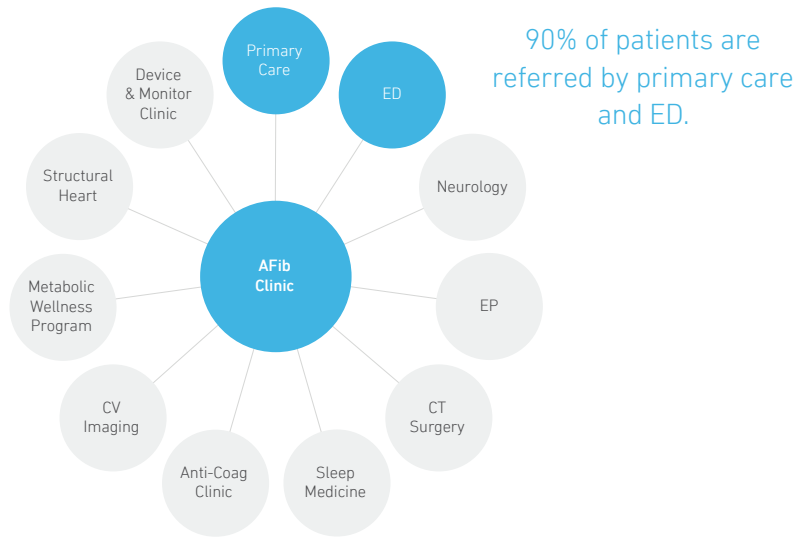 Primary
Care
ED
Neurology
EP
CT
Surgery
Sleep
Medicine
Anti-Coag
Clinic
CV
Imaging
Metabolic
Wellness
Program
Structural
Heart
Device
& Monitor
Clinic
AFib
Clinic
90% of patients are
referred by primary care
and ED.